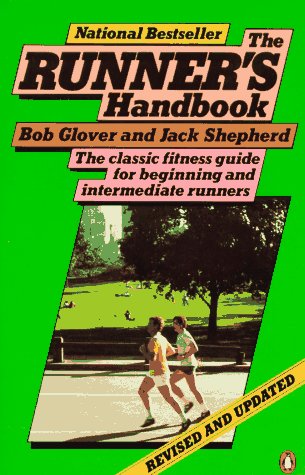 National Bestseller
The
RUNNER'S
Handbook
Bob Glover and Jack Shepherd
The classic fitness guide
for beginning and
intermediate runners
REVISED AND UPDATED